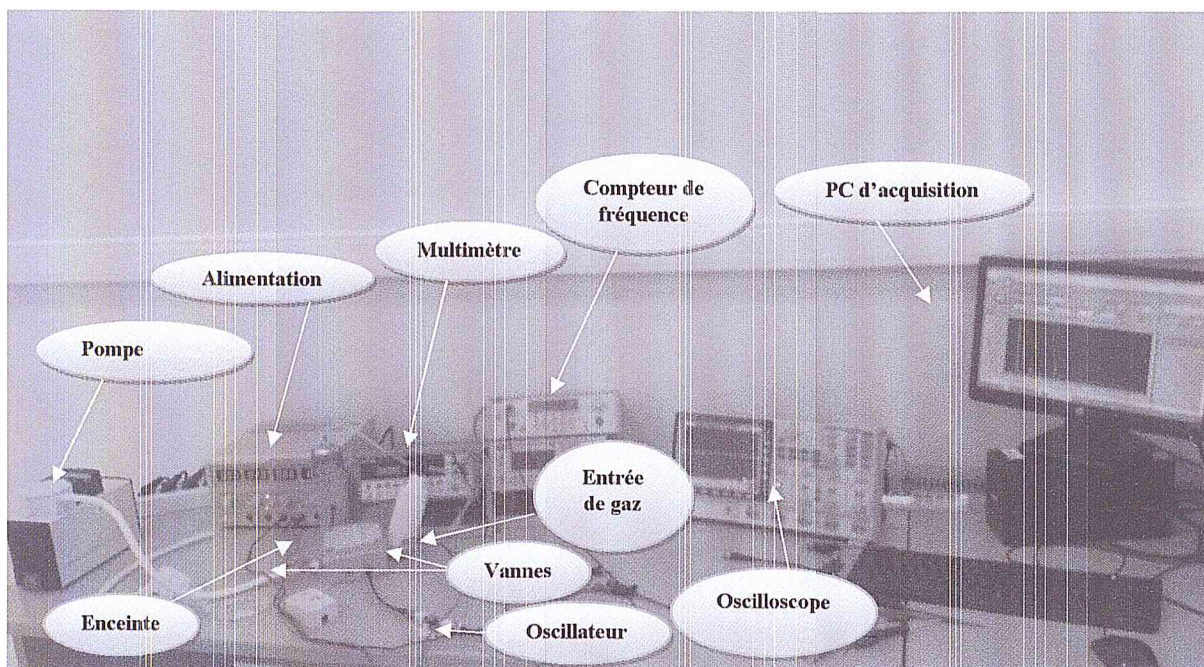 Compteur de
fréquence
PC d'acquisition
Multimètre
Alimentation
Pompe
Entrée
de gaz
Vannes
Enceinte
Oscillateur
Oscilloscope